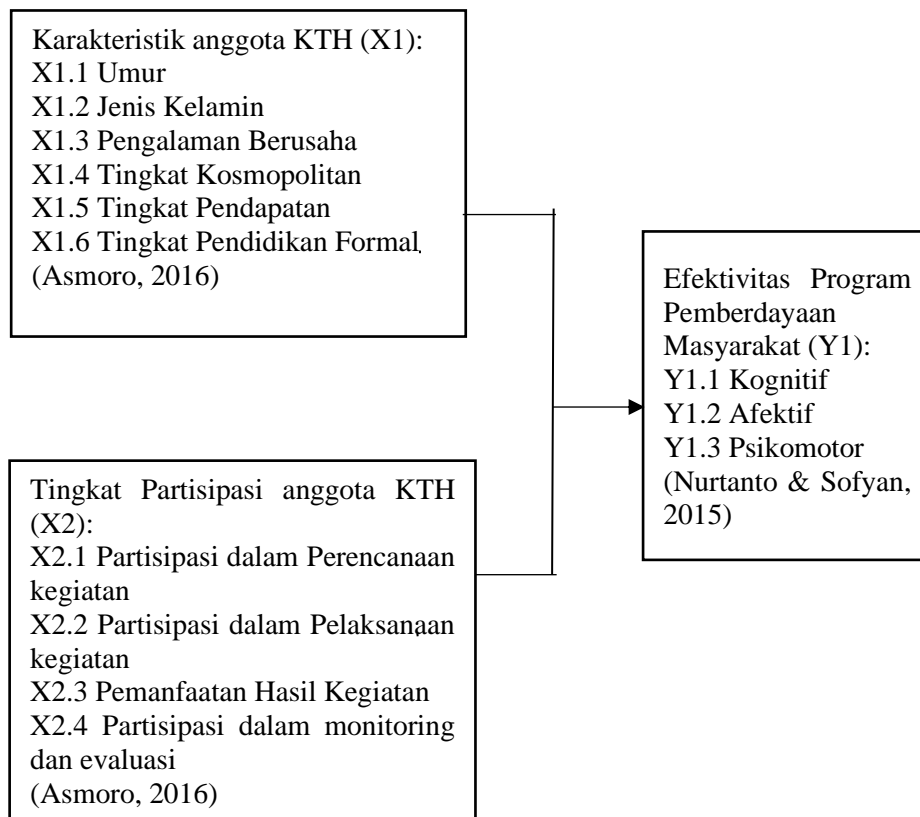 Karakteristik anggota KTH (X1):
X1.1 Umur
X1.2 Jenis Kelamin
X1.3 Pengalaman Berusaha
X1.4 Tingkat Kosmopolitan
X1.5 Tingkat Pendapatan
X1.6 Tingkat Pendidikan Formal
(Asmoro, 2016)
Tingkat Partisipasi anggota KTH
(X2):
X2.1 Partisipasi dalam Perencanaan
kegiatan
X2.2 Partisipasi dalam Pelaksanaan
kegiatan
X2.3 Pemanfaatan Hasil Kegiatan
X2.4 Partisipasi dalam monitoring
dan evaluasi
(Asmoro, 2016)
Efektivitas Program
Pemberdayaan
Masyarakat (Y1):
Y1.1 Kognitif
Y1.2 Afektif
Y1.3 Psikomotor
(Nurtanto & Sofyan,
2015)